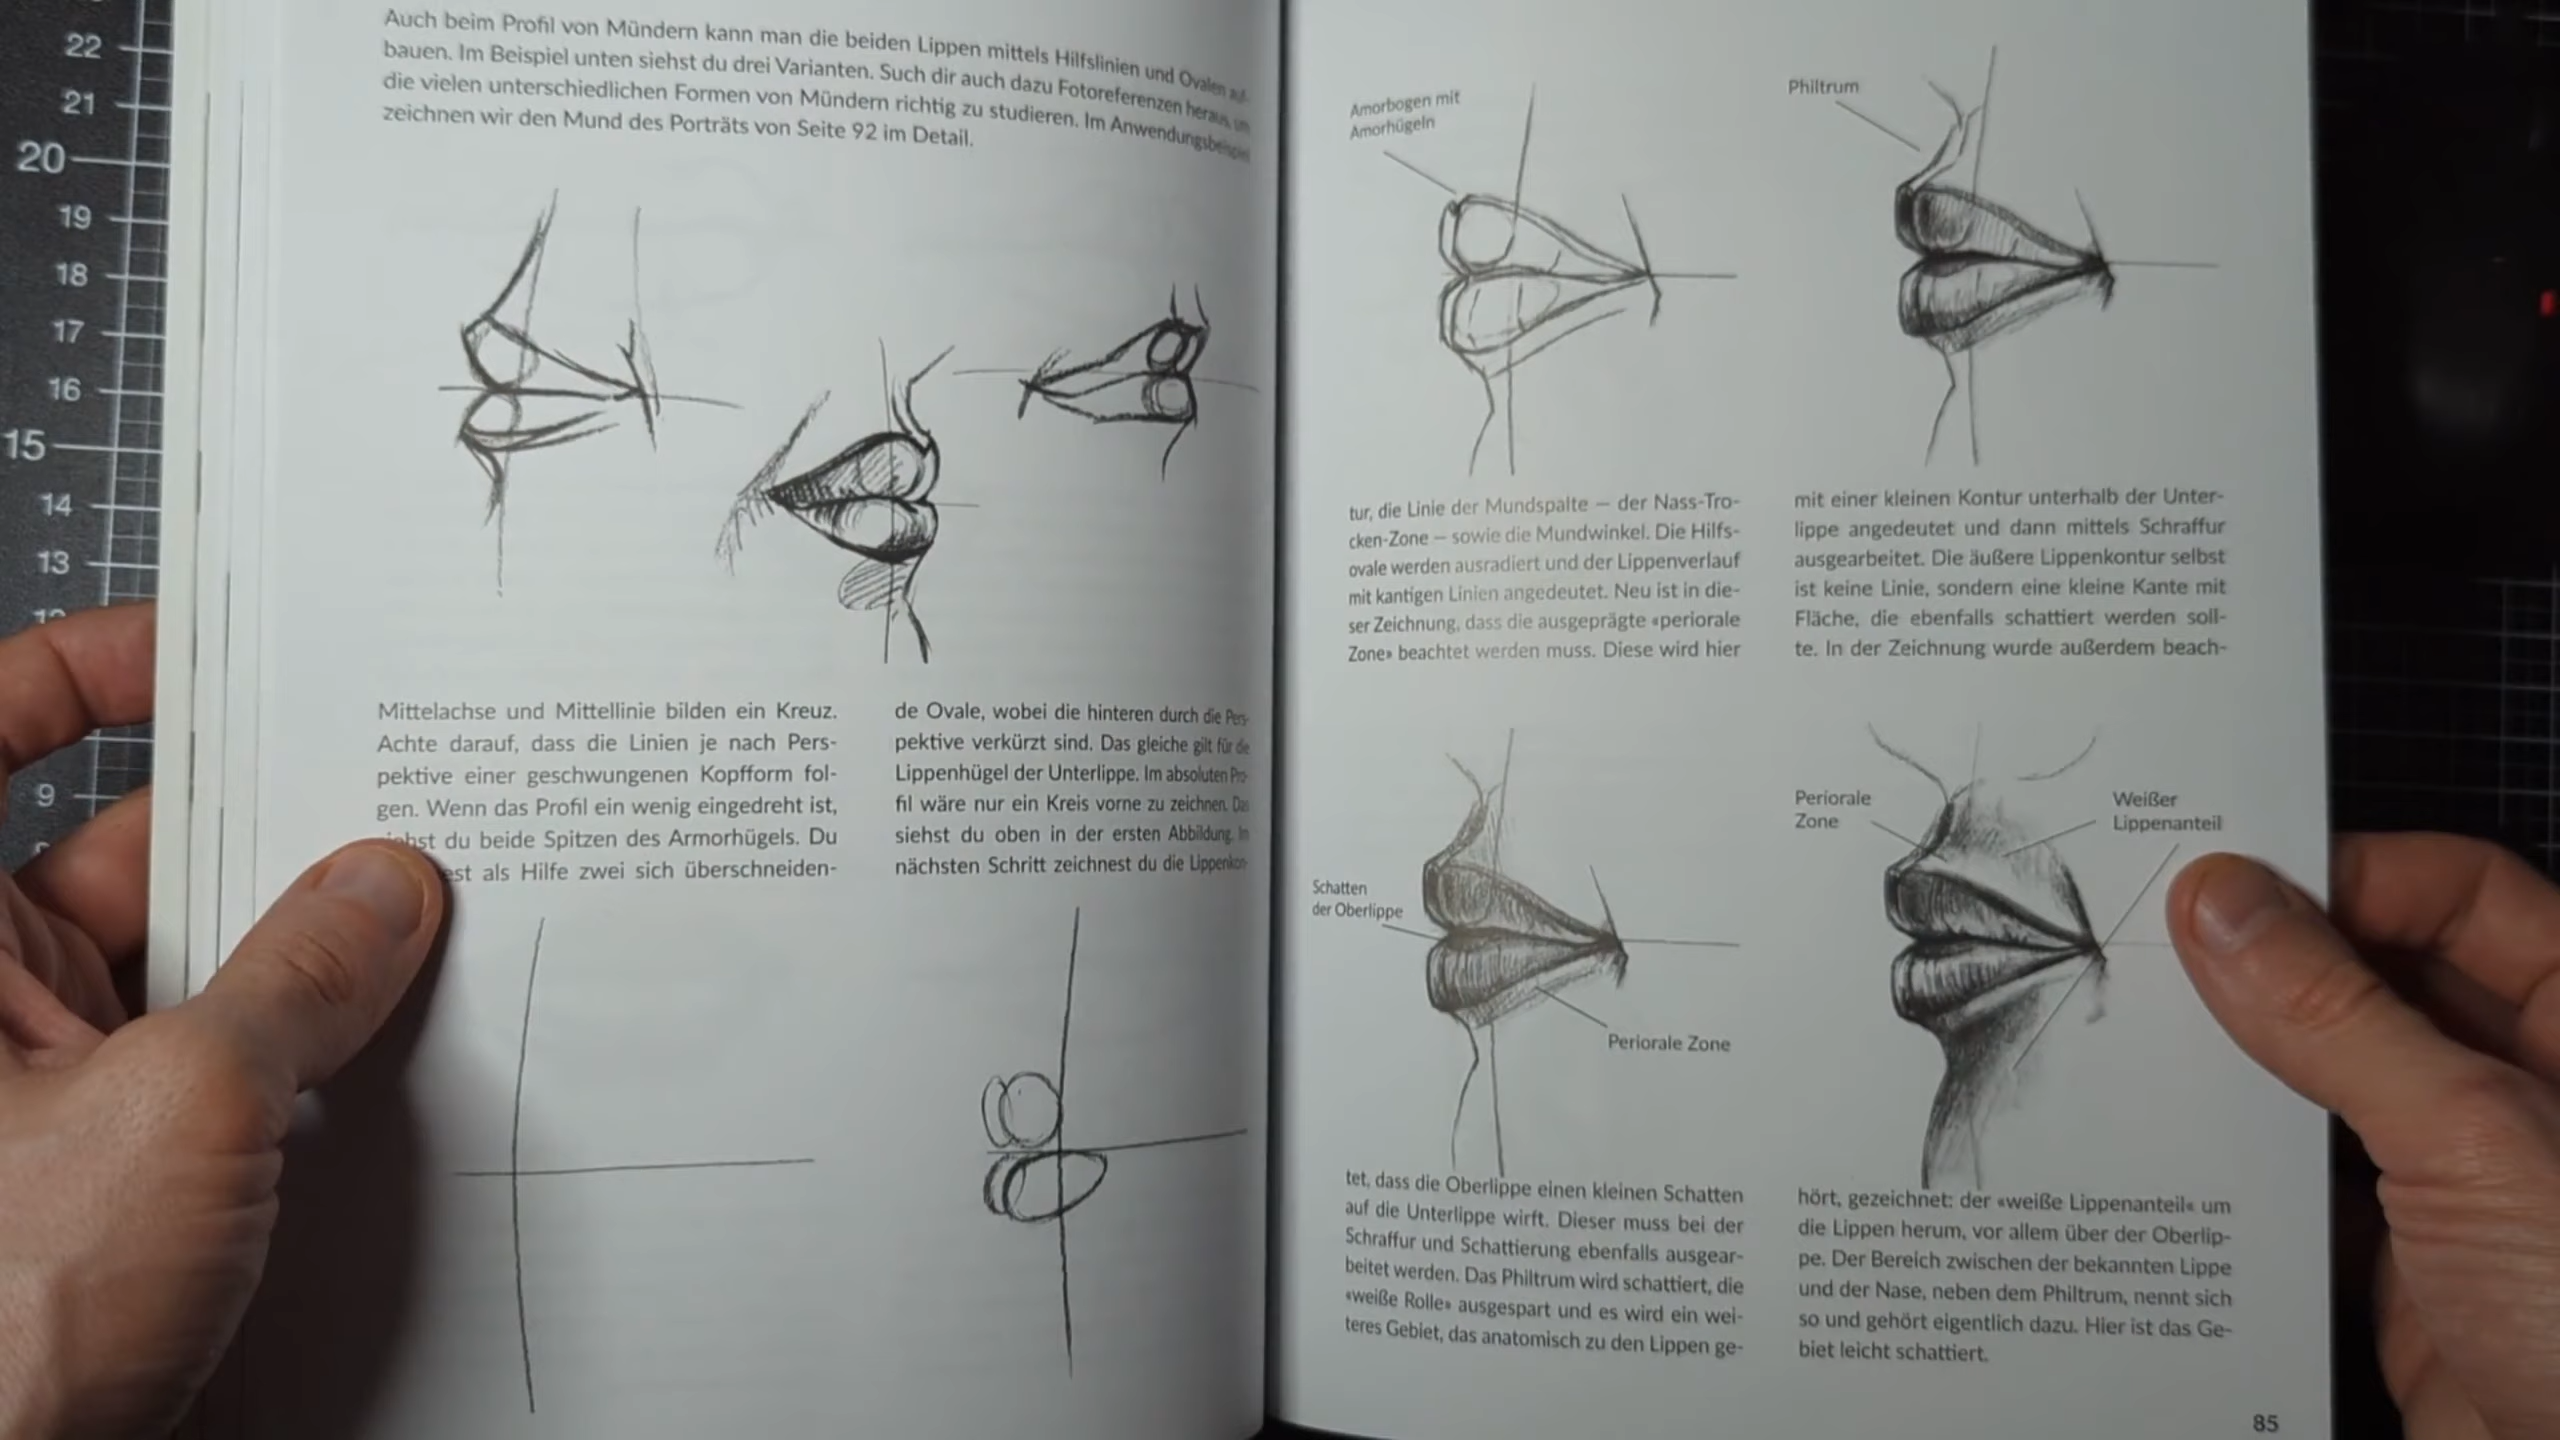 22
21
20
19
18
17
16
15
14
13
9
Auch beim Profil von Mündern kann man die beiden Lippen mittels Hilfslinien und Ovalen auf-
bauen. Im Beispiel unten siehst du drei Varianten. Such dir auch dazu Fotoreferenzen heraus, um
die vielen unterschiedlichen Formen von Mündern richtig zu studieren. Im Anwendungsbeispiel
zeichnen wir den Mund des Porträts von Seite 92 im Detail.
Mittelachse und Mittellinie bilden ein Kreuz.
Achte darauf, dass die Linien je nach Pers-
pektive einer geschwungenen Kopfform fol-
gen. Wenn das Profil ein wenig eingedreht ist,
du beide Spitzen des Armorhügels. Du
als Hilfe zwei sich überschneiden-
de Ovale, wobei die hinteren durch die Pers-
pektive verkürzt sind. Das gleiche gilt für die
Lippenhügel der Unterlippe. Im absoluten Pro-
fil wäre nur ein Kreis vorne zu zeichnen. Das
siehst du oben in der ersten Abbildung. In
nächsten Schritt zeichnest du die Lippenkon-
Amorbogen mit
Amorhügeln
Philtrum
tur, die Linie der Mundspalte – der Nass-Tro-
cken-Zone – sowie die Mundwinkel. Die Hilfs-
ovale werden ausradiert und der Lippenverlauf
mit kantigen Linien angedeutet. Neu ist in die-
ser Zeichnung, dass die ausgeprägte «periorale
Zone» beachtet werden muss. Diese wird hier
mit einer kleinen Kontur unterhalb der Unter-
lippe angedeutet und dann mittels Schraffur
ausgearbeitet. Die äußere Lippenkontur selbst
ist keine Linie, sondern eine kleine Kante mit
Fläche, die ebenfalls schattiert werden soll-
te. In der Zeichnung wurde außerdem beach-
Schatten
der Oberlippe
Periorale Zone
Periorale
Zone
Weißer
Lippenanteil
tet, dass die Oberlippe einen kleinen Schatten
auf die Unterlippe wirft. Dieser muss bei der
Schraffur und Schattierung ebenfalls ausgear-
beitet werden. Das Philtrum wird schattiert, die
«weiße Rolle» ausgespart und es wird ein wei-
teres Gebiet, das anatomisch zu den Lippen ge-
hört, gezeichnet: der «weiße Lippenanteil« um
die Lippen herum, vor allem über der Oberlip-
pe. Der Bereich zwischen der bekannten Lippe
und der Nase, neben dem Philtrum, nennt sich
so und gehört eigentlich dazu. Hier ist das Ge-
biet leicht schattiert.
85